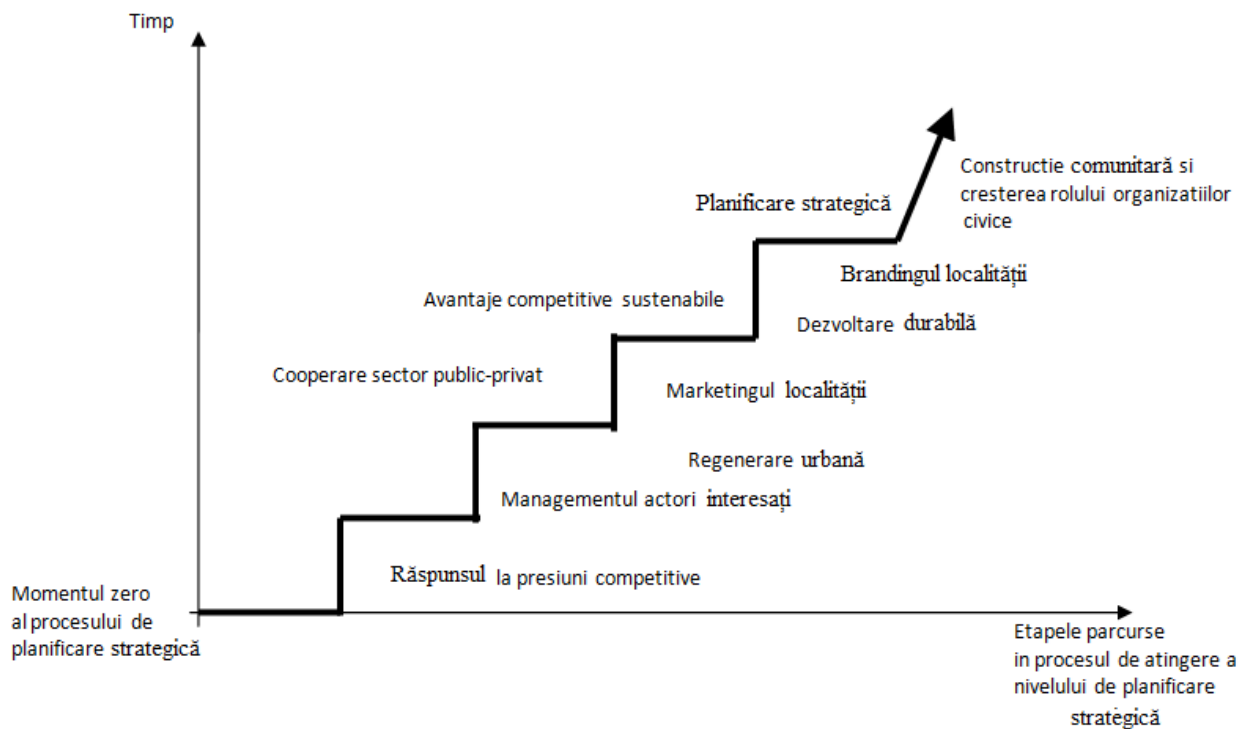 Timp
Constructie comunitară si
cresterea rolului organizatiilor
civice
Planificare strategică
Brandingul localității
Avantaje competitive sustenabile
Dezvoltare durabilă
Cooperare sector public-privat
Marketingul localității
Regenerare urbană
Managementul actori interesați
Răspunsul la presiuni competitive
Momentul zero
al procesului de
planificare strategică
Etapele parcurse
in procesul de atingere a
nivelului de planificare
strategică